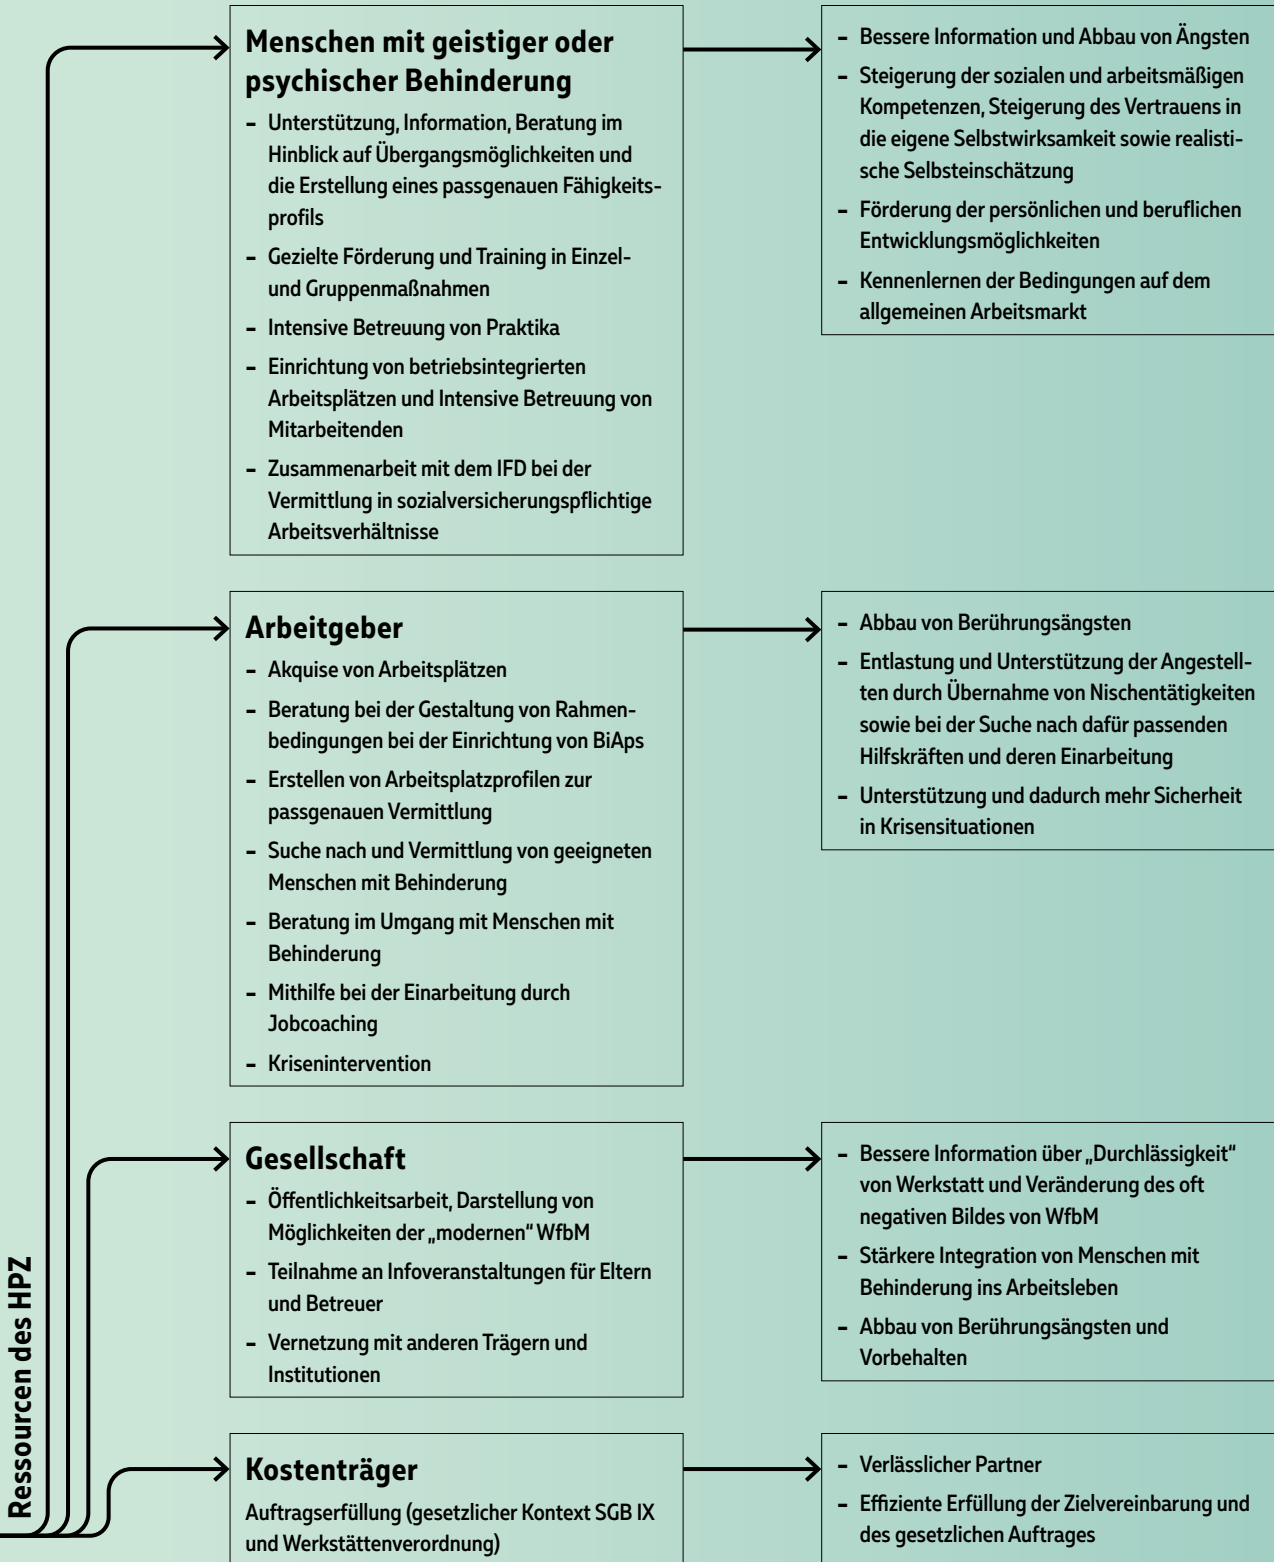 Ressourcen des HPZ
Menschen mit geistiger oder
psychischer Behinderung
– Unterstützung, Information, Beratung im
Hinblick auf Übergangsmöglichkeiten und
die Erstellung eines passgenauen Fähigkeits-
profils
– Gezielte Förderung und Training in Einzel-
und Gruppenmaßnahmen
– Intensive Betreuung von Praktika
– Einrichtung von betriebsintegrierten
Arbeitsplätzen und Intensive Betreuung von
Mitarbeitenden
– Zusammenarbeit mit dem IFD bei der
Vermittlung in sozialversicherungspflichtige
Arbeitsverhältnisse
– Bessere Information und Abbau von Ängsten
– Steigerung der sozialen und arbeitsmäßigen
Kompetenzen, Steigerung des Vertrauens in
die eigene Selbstwirksamkeit sowie realisti-
sche Selbsteinschätzung
– Förderung der persönlichen und beruflichen
Entwicklungsmöglichkeiten
– Kennenlernen der Bedingungen auf dem
allgemeinen Arbeitsmarkt
Arbeitgeber
– Akquise von Arbeitsplätzen
– Beratung bei der Gestaltung von Rahmen-
bedingungen bei der Einrichtung von BiAps
– Erstellen von Arbeitsplatzprofilen zur
passgenauen Vermittlung
– Suche nach und Vermittlung von geeigneten
Menschen mit Behinderung
– Beratung im Umgang mit Menschen mit
Behinderung
– Mithilfe bei der Einarbeitung durch
Jobcoaching
– Krisenintervention
– Abbau von Berührungsängsten
– Entlastung und Unterstützung der Angestell-
ten durch Übernahme von Nischentätigkeiten
sowie bei der Suche nach dafür passenden
Hilfskräften und deren Einarbeitung
– Unterstützung und dadurch mehr Sicherheit
in Krisensituationen
Gesellschaft
– Öffentlichkeitsarbeit, Darstellung von
Möglichkeiten der „modernen“ WfbM
– Teilnahme an Infoveranstaltungen für Eltern
und Betreuer
– Vernetzung mit anderen Trägern und
Institutionen
– Bessere Information über „Durchlässigkeit“
von Werkstatt und Veränderung des oft
negativen Bildes von WfbM
– Stärkere Integration von Menschen mit
Behinderung ins Arbeitsleben
– Abbau von Berührungsängsten und
Vorbehalten
Kostenträger
Auftragserfüllung (gesetzlicher Kontext SGB IX
und Werkstättenverordnung)
– Verlässlicher Partner
– Effiziente Erfüllung der Zielvereinbarung und
des gesetzlichen Auftrages